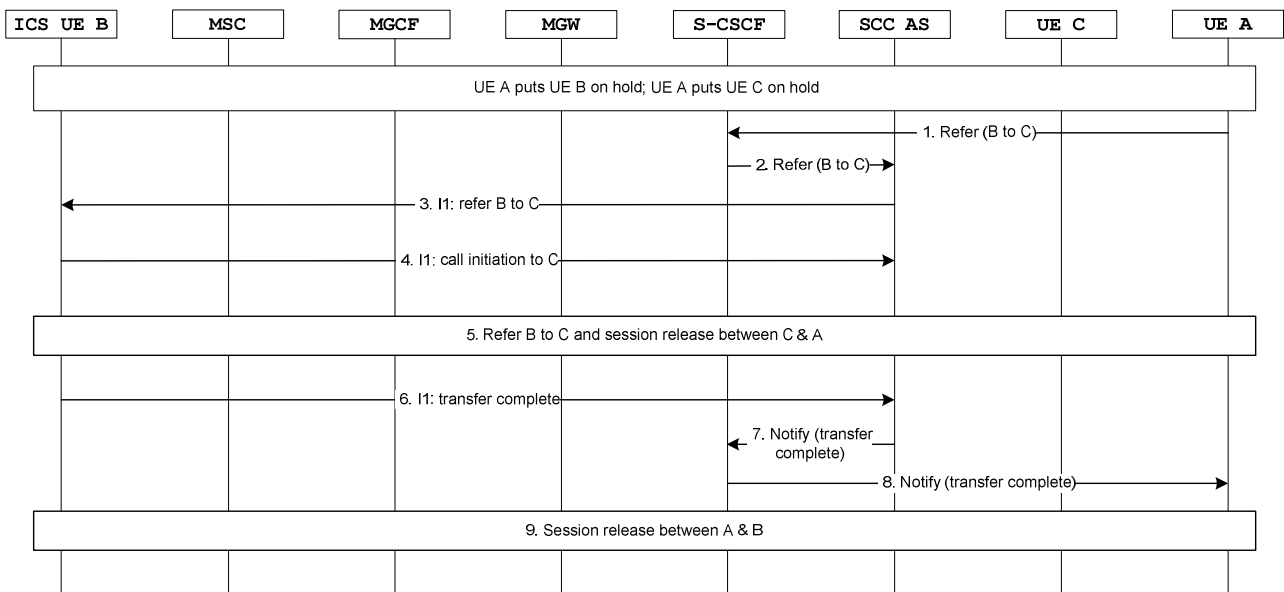 ICS UE B
MSC
MGCF
MGW
S-CSCF
SCC AS
UE C
UE A
UE A puts UE B on hold; UE A puts UE C on hold
1. Refer (B to C)
2. Refer (B to C)
3. I1: refer B to C
4. I1: call initiation to C
5. Refer B to C and session release between C & A
6. I1: transfer complete
7. Notify (transfer
complete)
8. Notify (transfer complete)
9. Session release between A & B